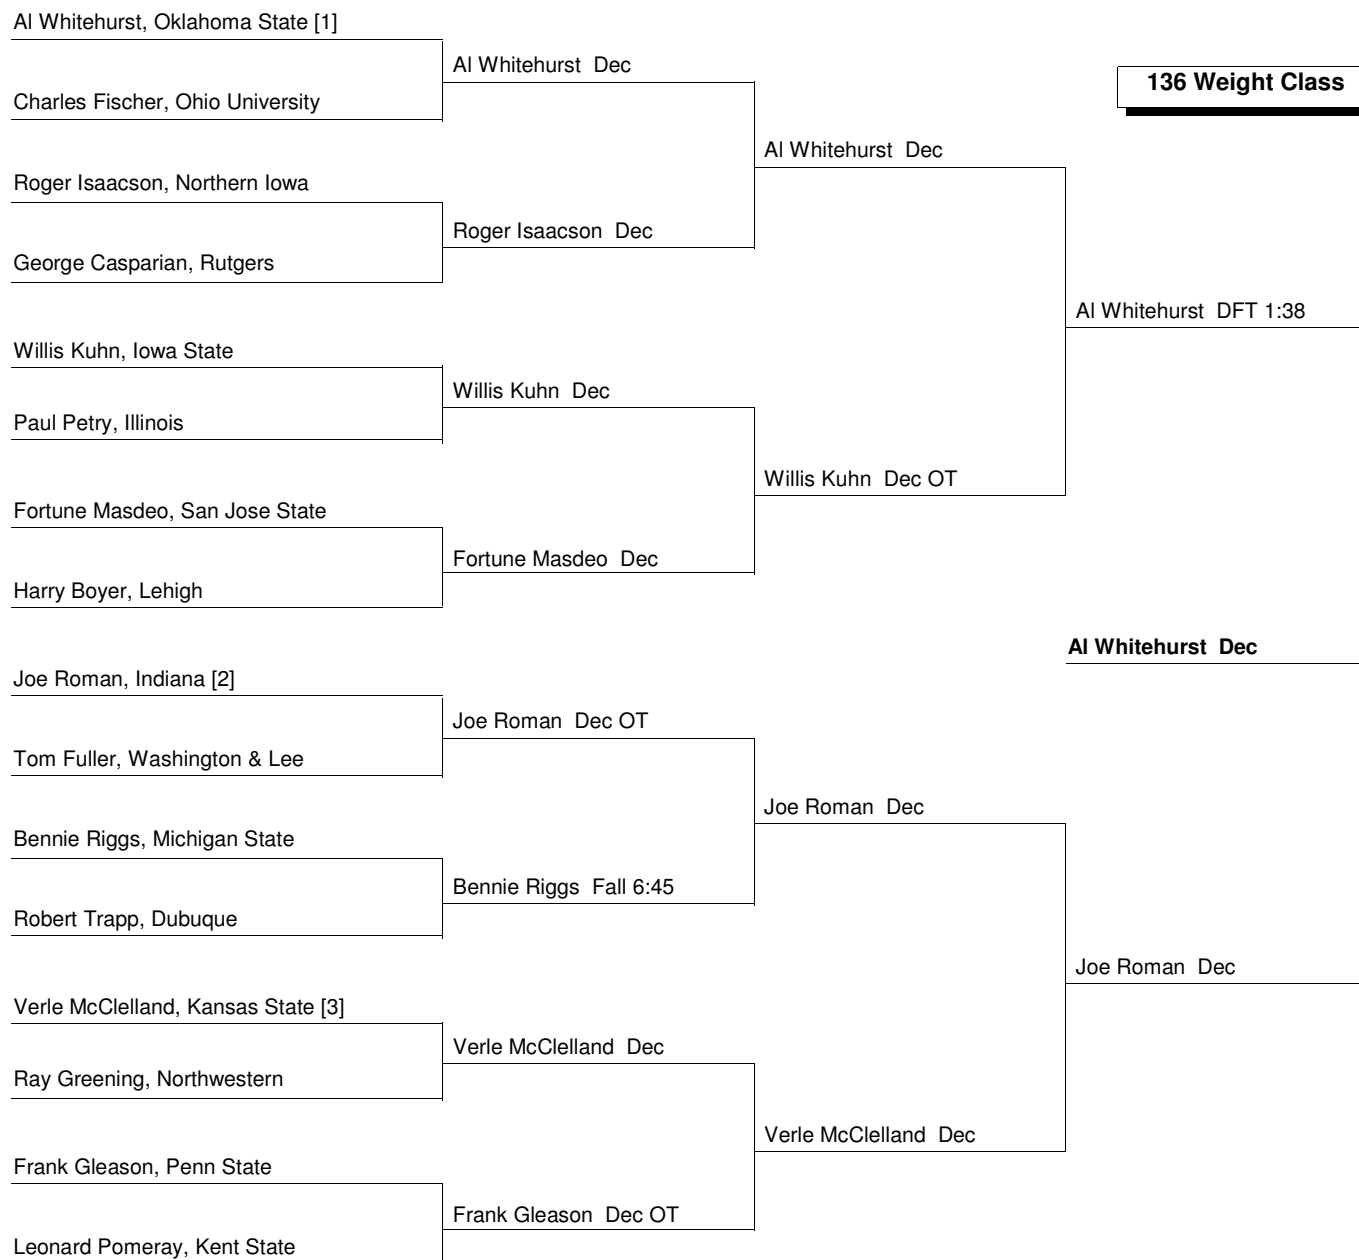 Al Whitehurst, Oklahoma State [1]
Al Whitehurst Dec
136 Weight Class
Charles Fischer, Ohio University
Al Whitehurst Dec
Roger Isaacson, Northern Iowa
Roger Isaacson Dec
George Casparian, Rutgers
Al Whitehurst DFT 1:38
Willis Kuhn, Iowa State
Willis Kuhn Dec
Paul Petry, Illinois
Willis Kuhn Dec OT
Fortune Masdeo, San Jose State
Fortune Masdeo Dec
Harry Boyer, Lehigh
Al Whitehurst Dec
Joe Roman, Indiana [2]
Joe Roman Dec OT
Tom Fuller, Washington & Lee
Joe Roman Dec
Bennie Riggs, Michigan State
Bennie Riggs Fall 6:45
Robert Trapp, Dubuque
Joe Roman Dec
Verle McClelland, Kansas State [3]
Verle McClelland Dec
Ray Greening, Northwestern
Verle McClelland Dec
Frank Gleason, Penn State
Frank Gleason Dec OT
Leonard Pomeray, Kent State